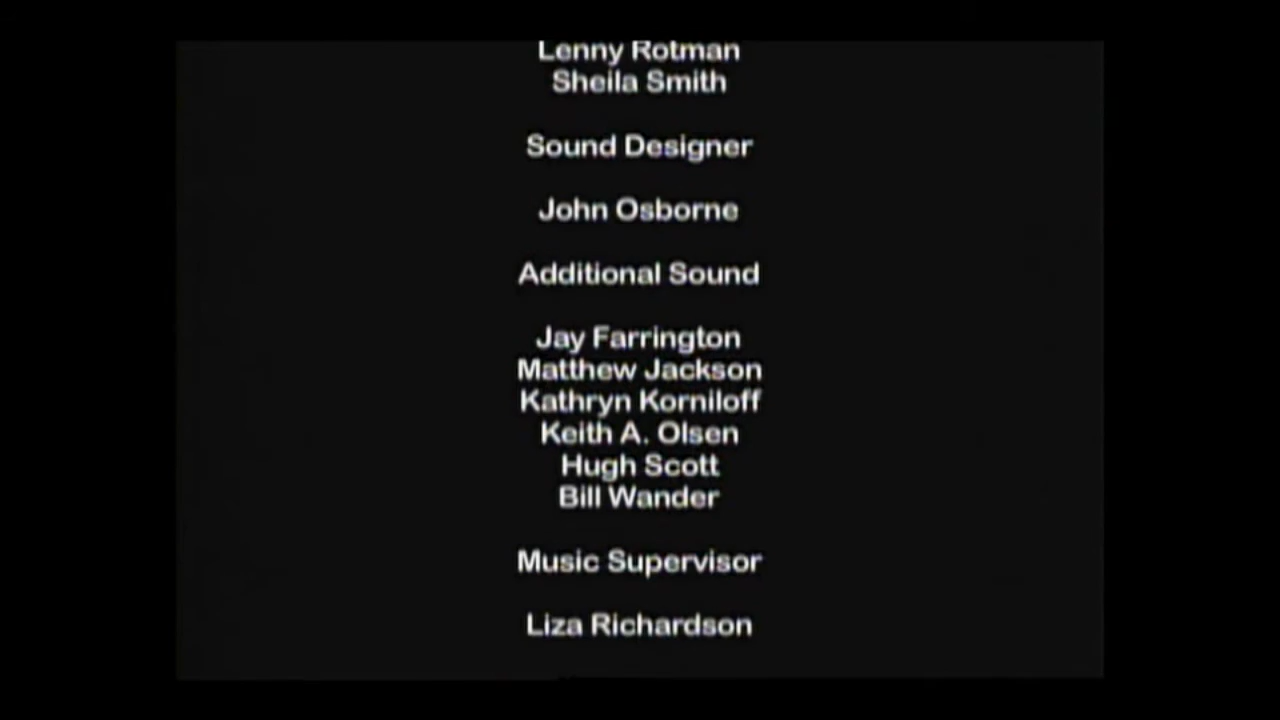 Lenny Rotman
Sheila Smith
Sound Designer
John Osborne
Additional Sound
Jay Farrington
Matthew Jackson
Kathryn Korniloff
Keith A. Olsen
Hugh Scott
Bill Wander
Music Supervisor
Liza Richardson